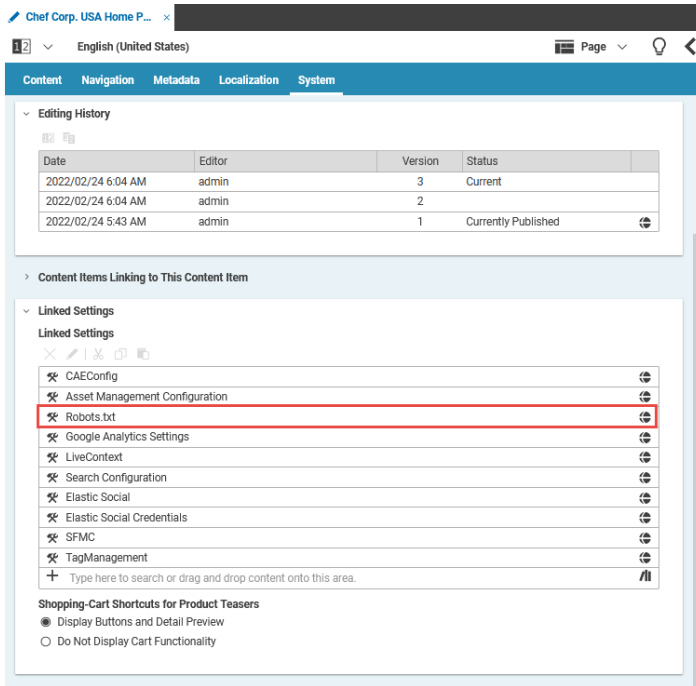 Chef Corp. USA Home P... ×
12 English (United States) Page
Content Navigation Metadata Localization System
Editing History
Date Editor Version Status
2022/02/24 6:04 AM admin 3 Current
2022/02/24 6:04 AM admin 2
2022/02/24 5:43 AM admin 1 Currently Published
Content Items Linking to This Content Item
Linked Settings
Linked Settings
CAEConfig
Asset Management Configuration
Robots.txt
Google Analytics Settings
LiveContext
Search Configuration
Elastic Social
Elastic Social Credentials
SFMC
TagManagement
Type here to search or drag and drop content onto this area.
Shopping-Cart Shortcuts for Product Teasers
Display Buttons and Detail Preview
Do Not Display Cart Functionality